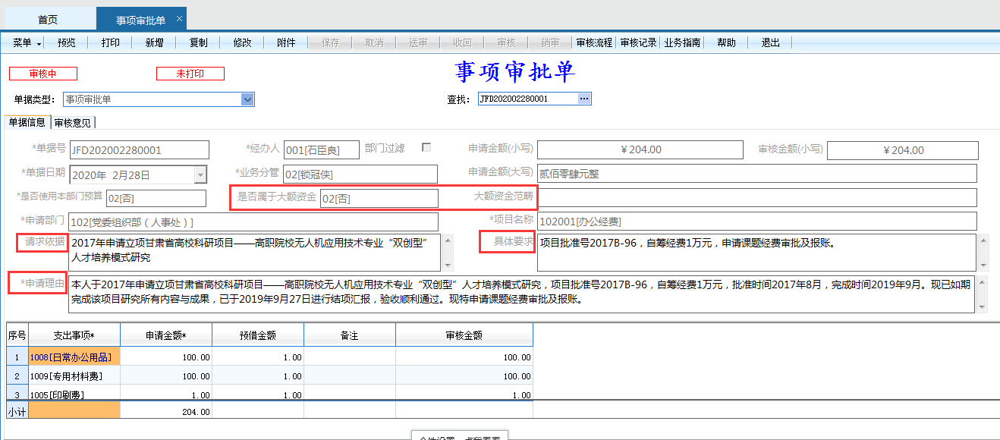 首页 事项审批单 ×
菜单 预览 打印 新增 复制 修改 附件 保存 取消 送审 收回 审核 销审 审核流程 审核记录 业务指南 帮助 退出
审核中 未打印 事项审批单
单据类型: 事项审批单 查找: JFD202002280001 ...
单据信息 审核意见
*单据号 JFD202002280001 *经办人 001[石臣良] 部门过滤 申请金额(小写) ￥204.00 审核金额(小写) ￥204.00
*单据日期 2020年 2月28日 *业务分管 02[锁冠侠] 申请金额(大写) 贰佰零肆元整
*是否使用本部门预算 02[否] 是否属于大额资金 02[否] 大额资金范畴
*申请部门 102[党委组织部（人事处）] *项目名称 102001[办公经费]
请求依据 2017年申请立项甘肃省高校科研项目——高职院校无人机应用技术专业“双创型”
人才培养模式研究
具体要求 项目批准号2017B-96，自筹经费1万元，申请课题经费审批及报账。
*申请理由 本人于2017年申请立项甘肃省高校科研项目——高职院校无人机应用技术专业“双创型”人才培养模式研究，项目批准号2017B-96，自筹经费1万元，批准时间2017年8月，完成时间2019年9月。现已如期
完成该项目研究所有内容与成果，已于2019年9月27日进行结项汇报，验收顺利通过。现特申请课题经费审批及报账。
序号 支出事项* 申请金额* 预借金额 备注 审核金额
1 1008[日常办公用品] 100.00 1.00 100.00
2 1009[专用材料费] 100.00 1.00 100.00
3 1005[印刷费] 1.00 1.00 1.00
小计 204.00